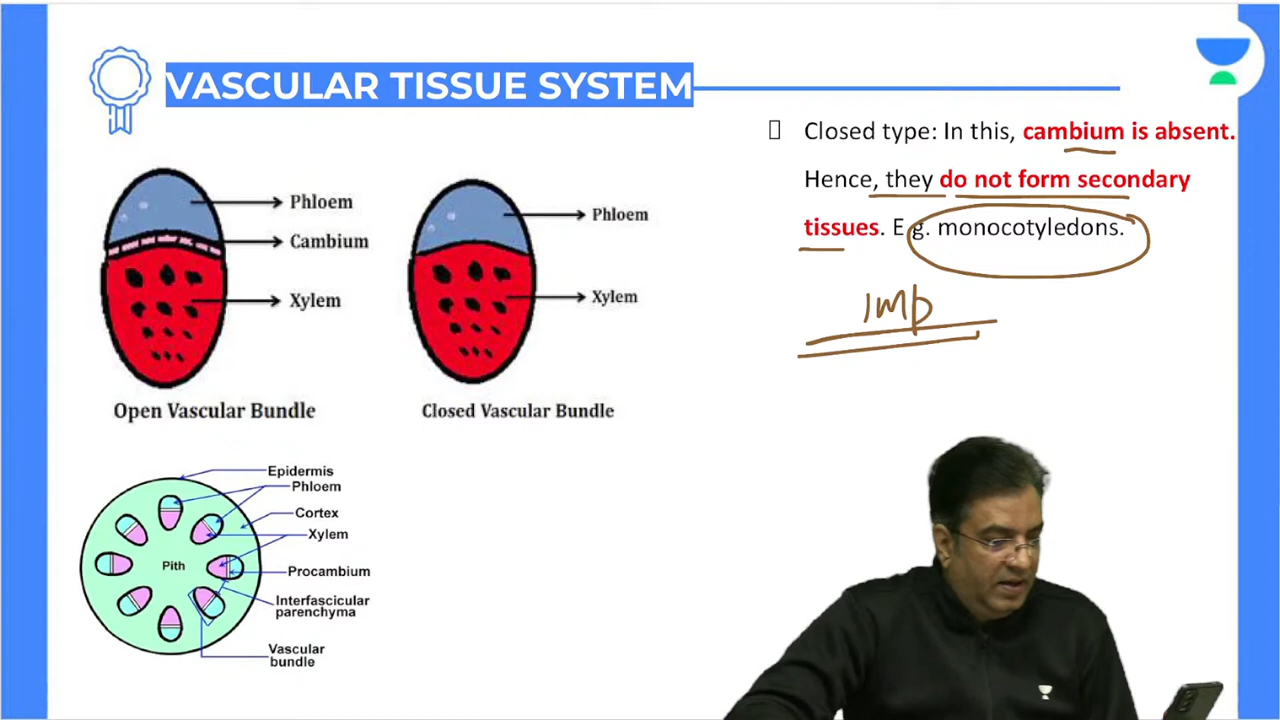 VASCULAR TISSUE SYSTEM
Closed type: In this, cambium is absent.
Hence, they do not form secondary
tissues. E.g. monocotyledons.
IMP
Phloem
Cambium
Xylem
Open Vascular Bundle
Phloem
Xylem
Closed Vascular Bundle
Epidermis
Phloem
Cortex
Xylem
Pith
Procambium
Interfascicular
parenchyma
Vascular
bundle